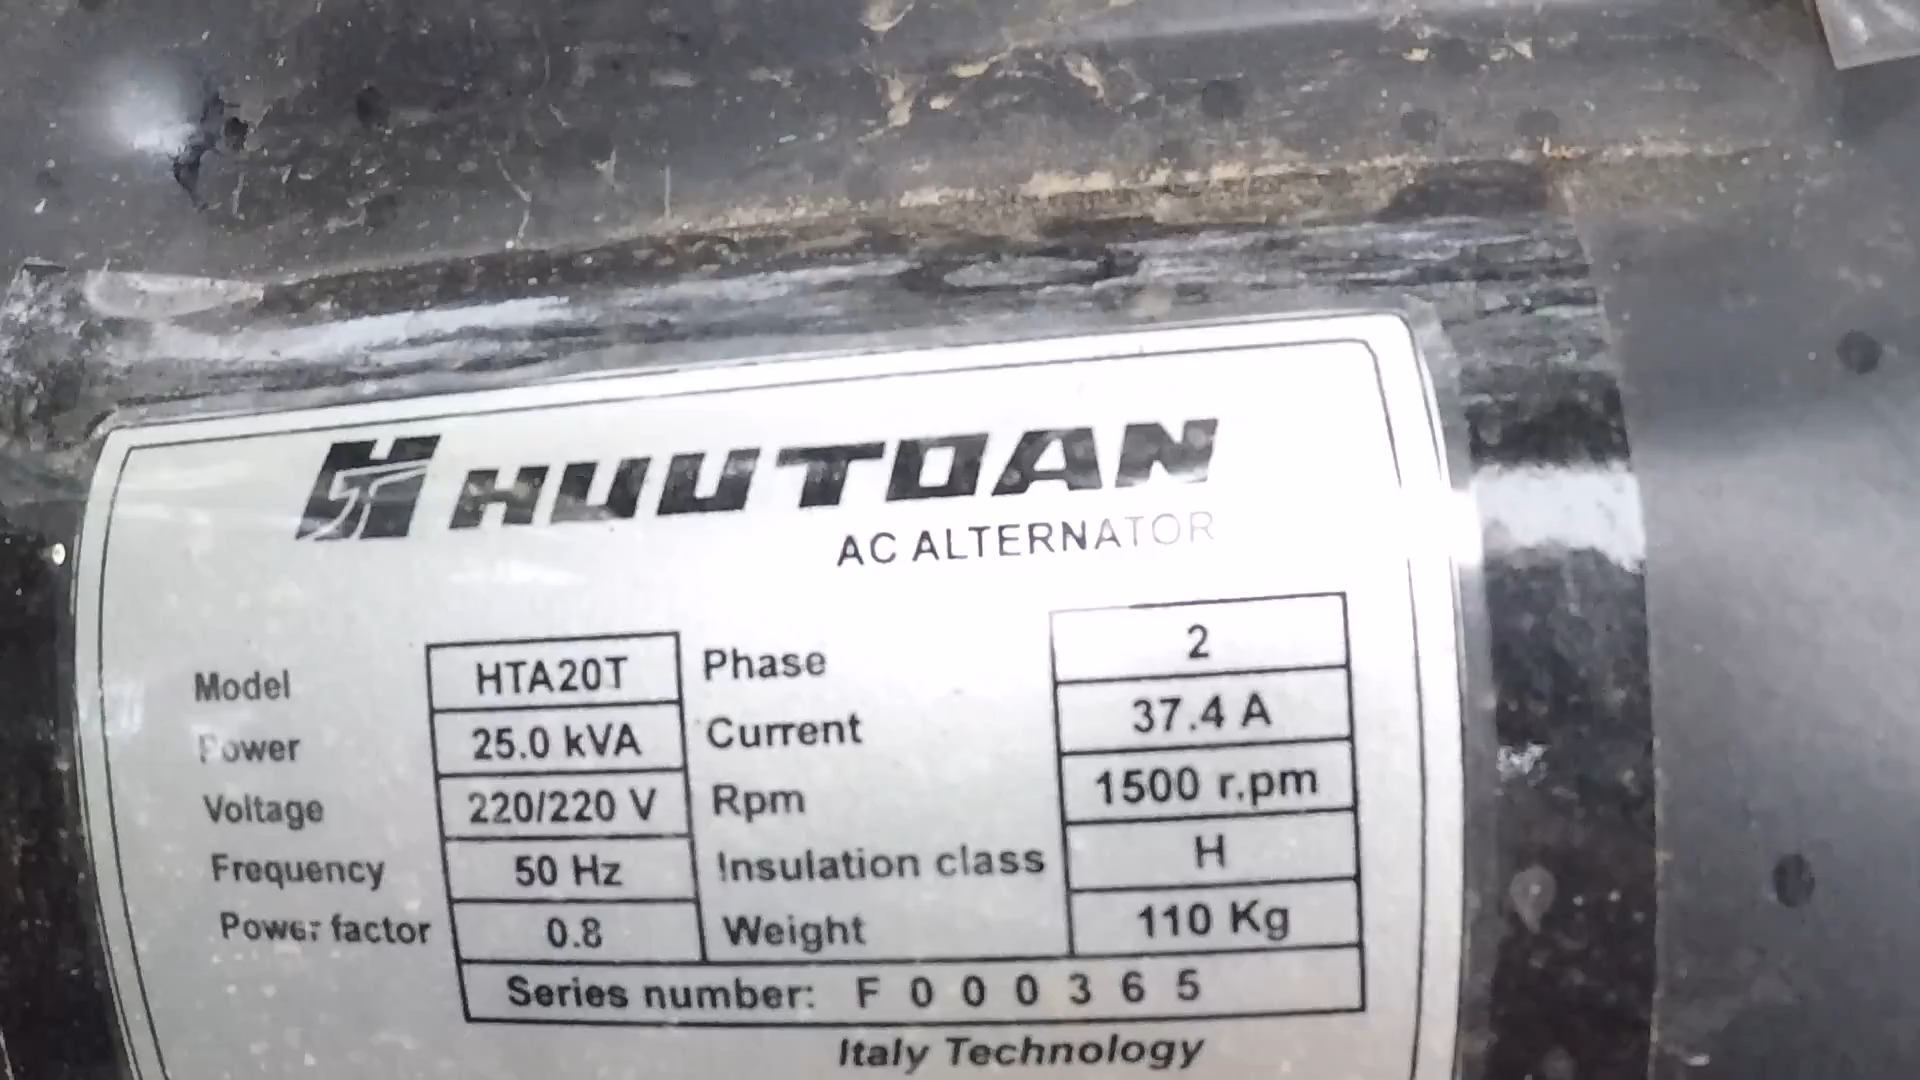 HUUTOAN
AC ALTERNATOR
Model HTA20T Phase 2
Power 25.0 kVA Current 37.4 A
Voltage 220/220 V Rpm 1500 r.pm
Frequency 50 Hz Insulation class H
Power factor 0.8 Weight 110 Kg
Series number: F 0 0 0 3 6 5
Italy Technology